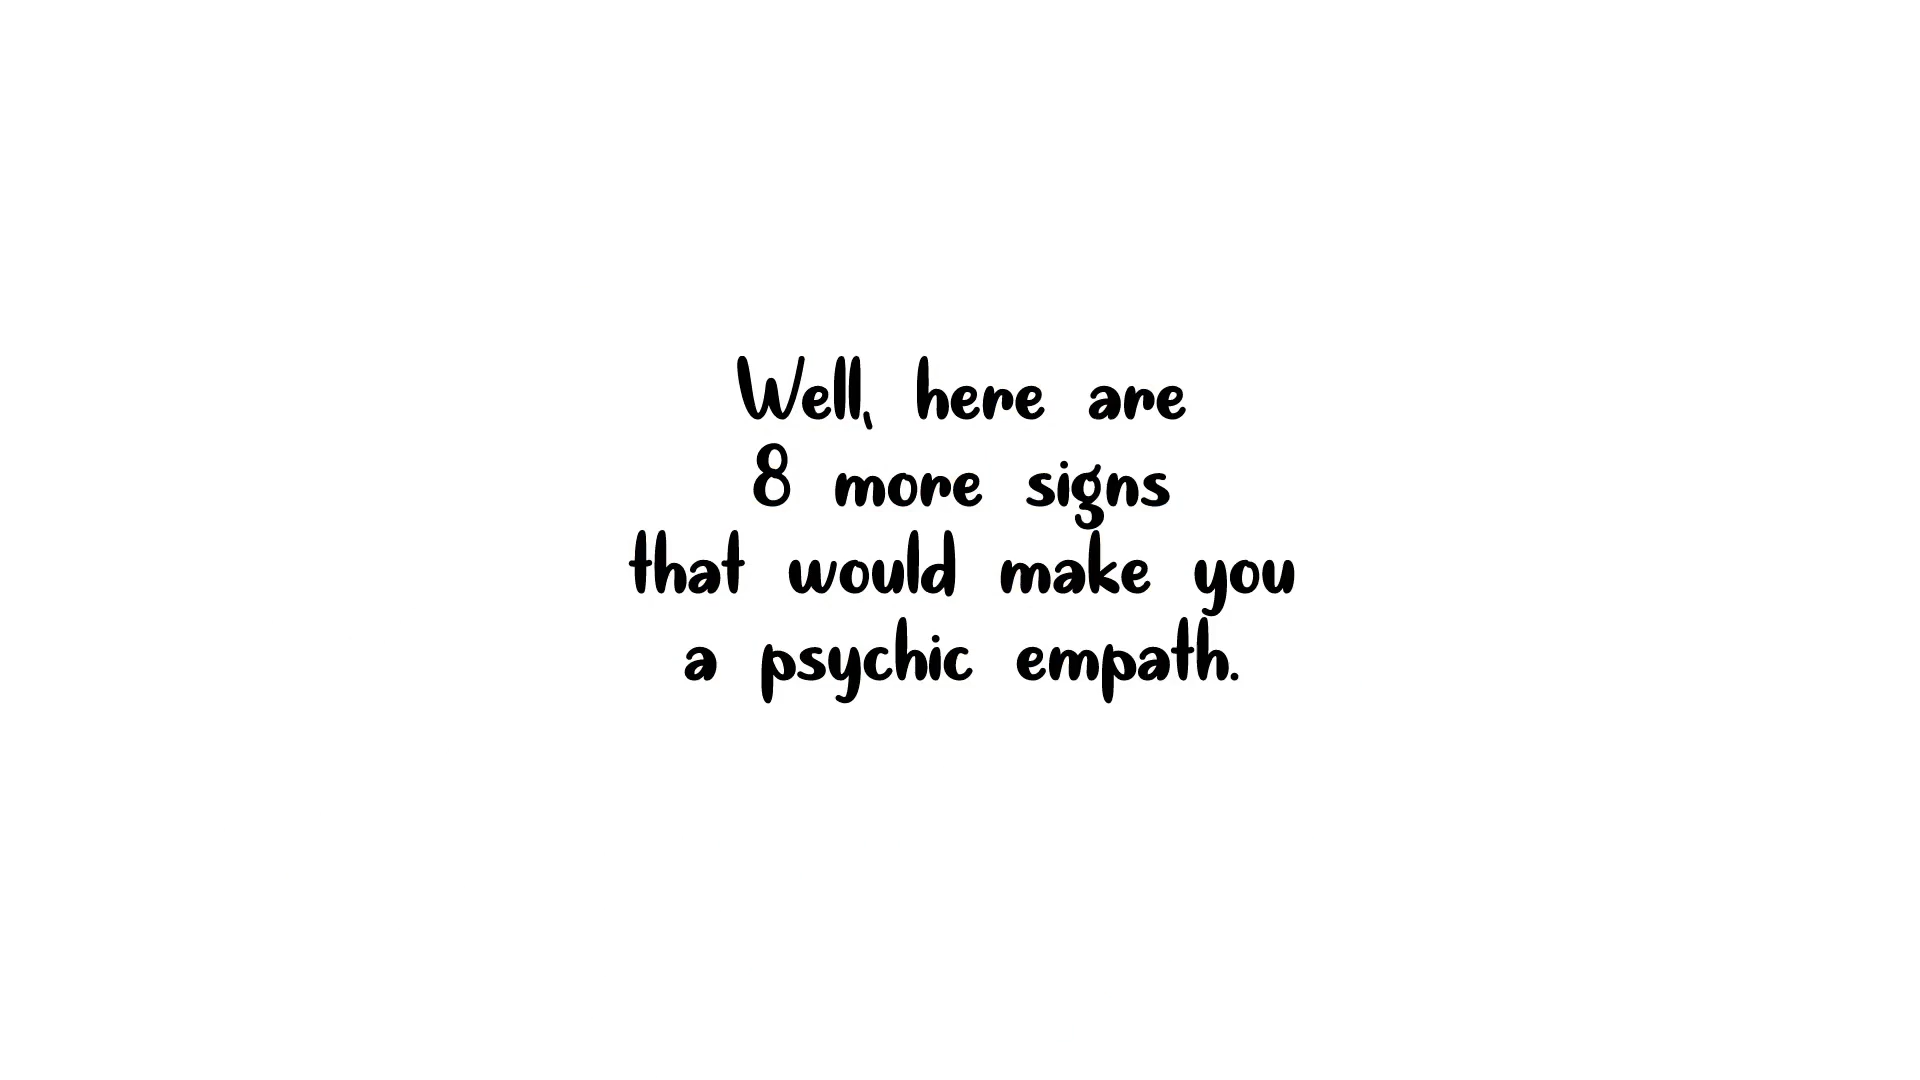 Well, here are
8 more signs
that would make you
a psychic empath.